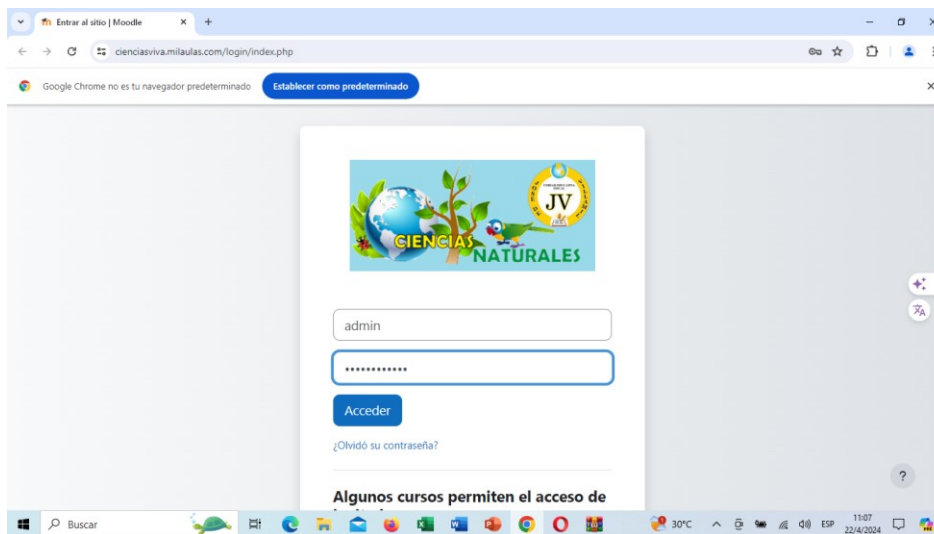 Entrar al sitio | Moodle
cienciasviva.milaulas.com/login/index.php
Google Chrome no es tu navegador predeterminado
Establecer como predeterminado
JV
CIENCIAS
NATURALES
admin
••••••••••••
Acceder
¿Olvidó su contraseña?
Algunos cursos permiten el acceso de
?
Buscar
30°C
ESP
11:07
22/4/2024